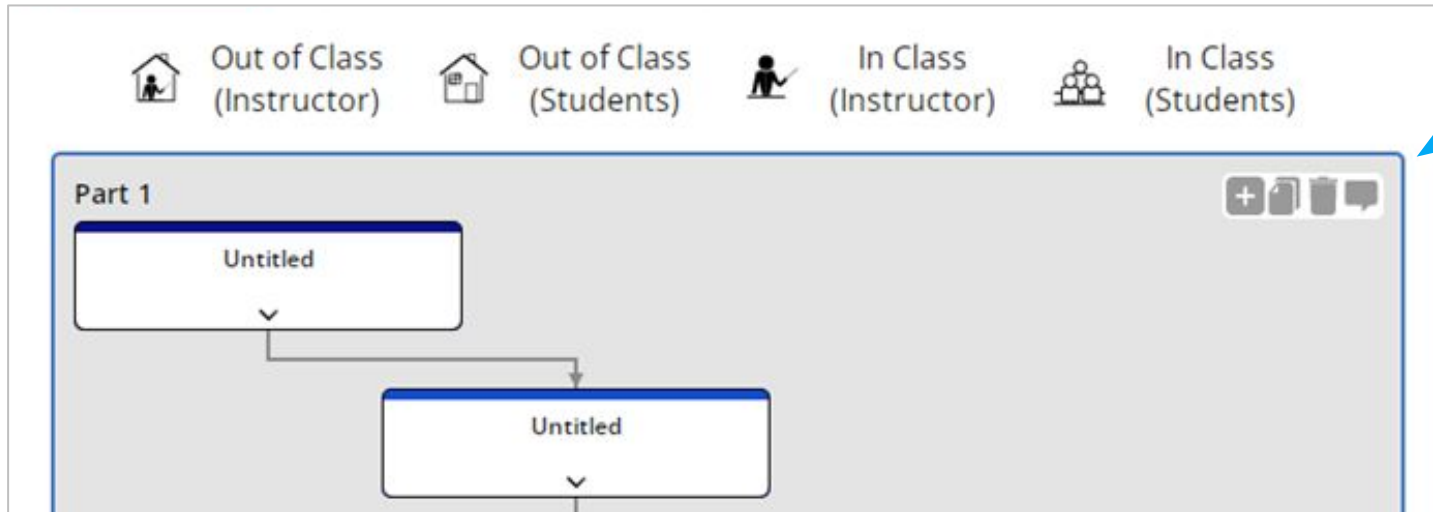 Out of Class
(Instructor)
Out of Class
(Students)
In Class
(Instructor)
In Class
(Students)
Part 1
Untitled
Untitled